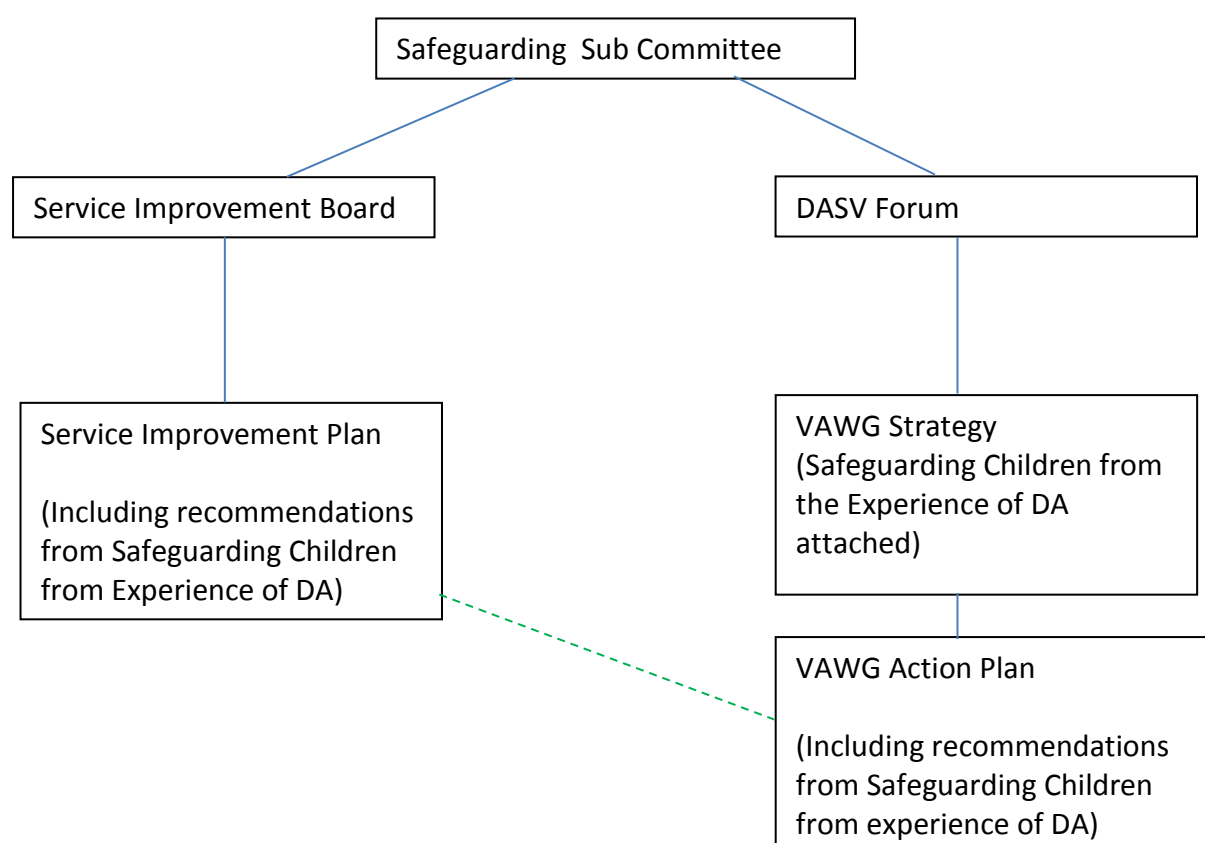 Safeguarding  Sub Committee
Service Improvement Board
DASV Forum
Service Improvement Plan
(Including recommendations
from Safeguarding Children
from Experience of DA)
VAWG Strategy
(Safeguarding Children from
the Experience of DA
attached)
VAWG Action Plan
(Including recommendations
from Safeguarding Children
from experience of DA)